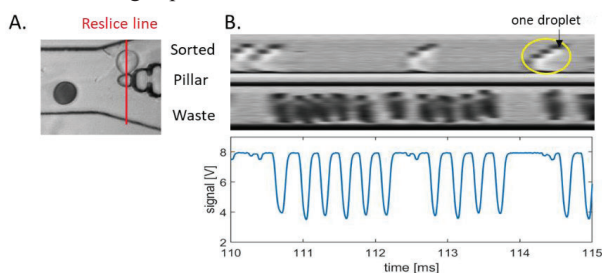 A.
Reslice line
Sorted
Pillar
Waste
B.
one droplet
signal [V]
8
6
4
2
110
111
112
113
114
115
time [ms]